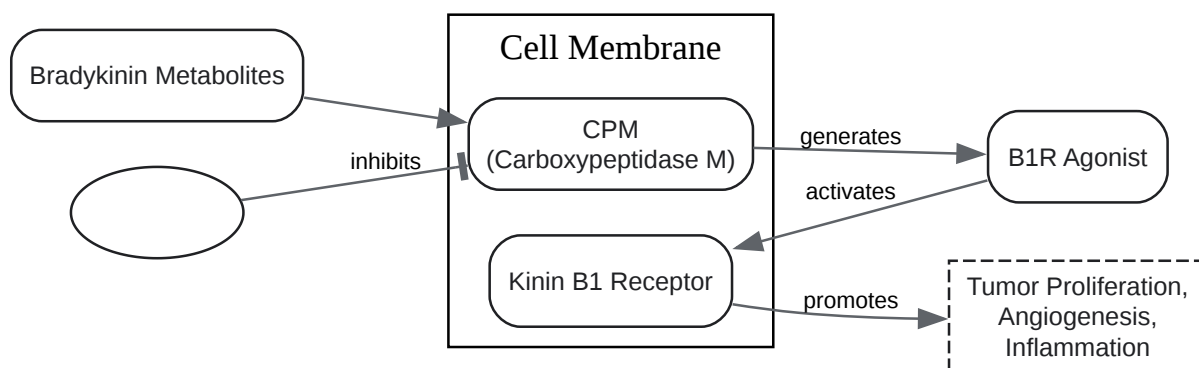 Cell Membrane
Bradykinin Metabolites
CPM
(Carboxypeptidase M)
generates
B1R Agonist
inhibits
activates
Kinin B1 Receptor
promotes
Tumor Proliferation,
Angiogenesis,
Inflammation